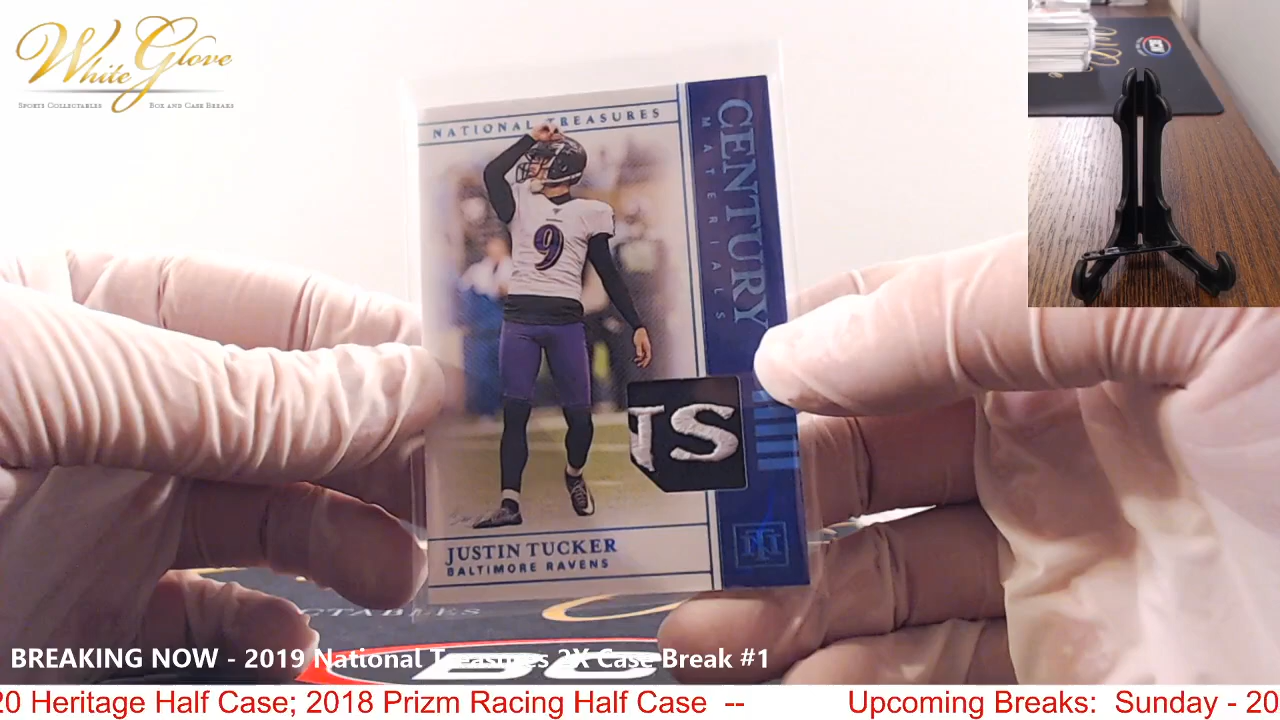 White Glove
SPORTS COLLECTABLES BOX AND CASE BREAKS
NATIONAL TREASURES
CENTURY
MATERIALS
9
TS
JUSTIN TUCKER
BALTIMORE RAVENS
NT
CTABLES
BREAKING NOW - 2019 National Treasures 2X Case Break #1
20 Heritage Half Case; 2018 Prizm Racing Half Case -- Upcoming Breaks: Sunday - 20